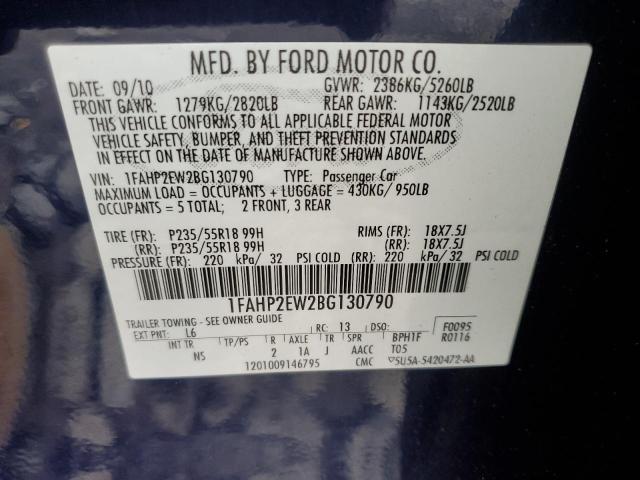 MFD. BY FORD MOTOR CO.
DATE: 09/10 GVWR: 2386KG/5260LB
FRONT GAWR: 1279KG/2820LB REAR GAWR: 1143KG/2520LB
THIS VEHICLE CONFORMS TO ALL APPLICABLE FEDERAL MOTOR
VEHICLE SAFETY, BUMPER, AND THEFT PREVENTION STANDARDS
IN EFFECT ON THE DATE OF MANUFACTURE SHOWN ABOVE.
VIN: 1FAHP2EW2BG130790 TYPE: Passenger Car
MAXIMUM LOAD = OCCUPANTS + LUGGAGE = 430KG/ 950LB
OCCUPANTS = 5 TOTAL; 2 FRONT, 3 REAR
TIRE (FR): P235/55R18 99H RIMS (FR): 18X7.5J
(RR): P235/55R18 99H (RR): 18X7.5J
PRESSURE (FR): 220 kPa/ 32 PSI COLD (RR): 220 kPa/ 32 PSI COLD
1FAHP2EW2BG130790
TRAILER TOWING - SEE OWNER GUIDE
EXT PNT: L6 RC: 13 DSO: F0095
INT TR TP/PS R AXLE TR SPR BPH1F R0116
NS 2 1A J AACC T05
1201009146795 CMC ▽5U5A-5420472-AA